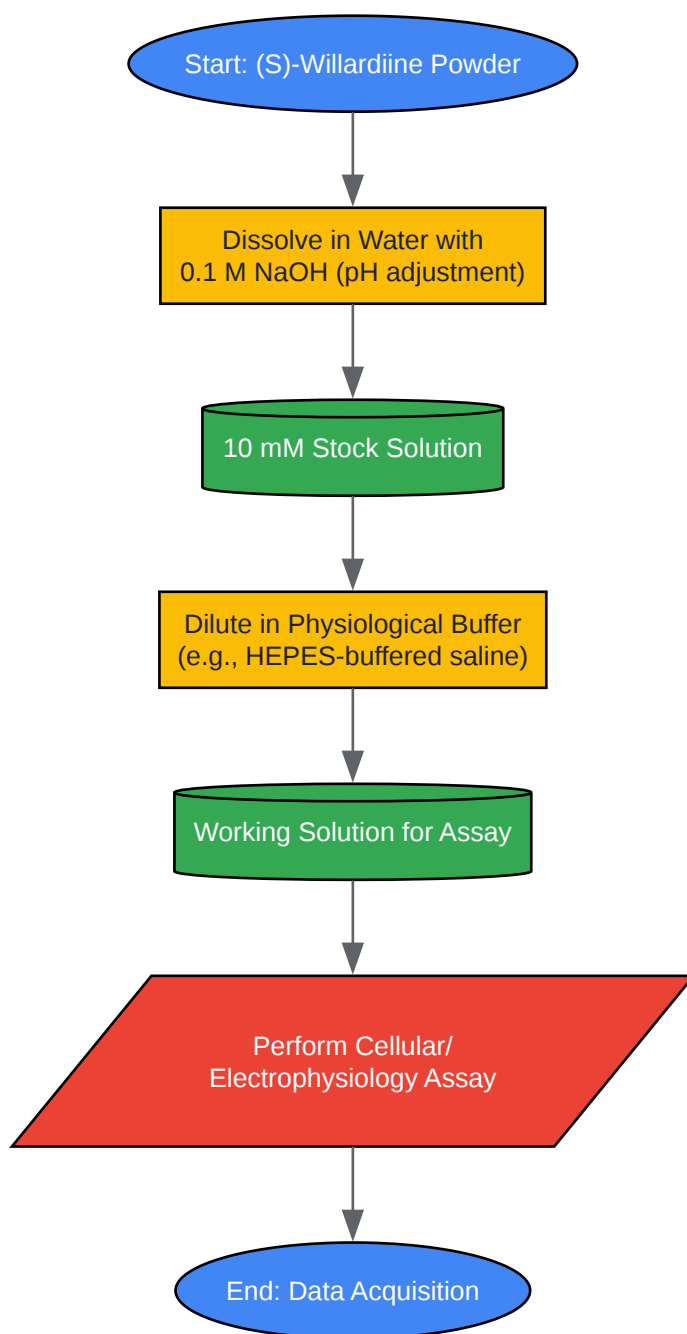 Start: (S)-Willardiine Powder
Dissolve in Water with
0.1 M NaOH (pH adjustment)
10 mM Stock Solution
Dilute in Physiological Buffer
(e.g., HEPES-buffered saline)
Working Solution for Assay
Perform Cellular/
Electrophysiology Assay
End: Data Acquisition